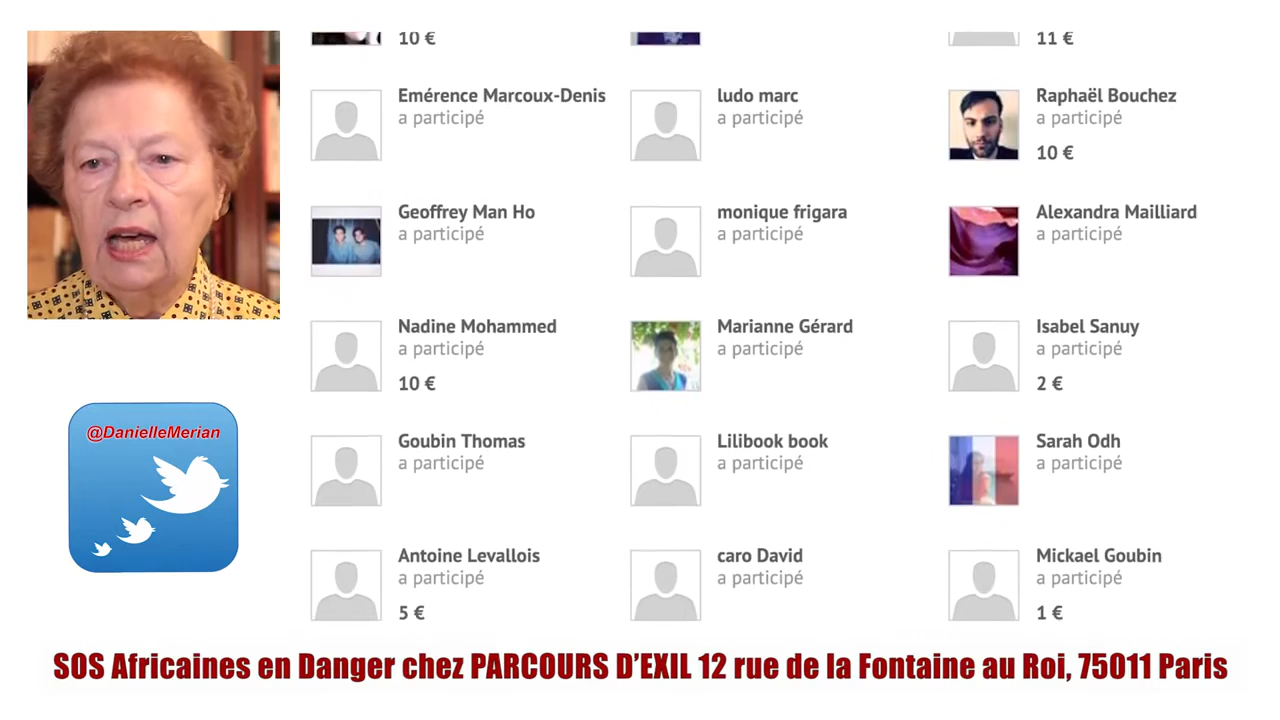 10 €
11 €
Emérence Marcoux-Denis
a participé
ludo marc
a participé
Raphaël Bouchez
a participé
10 €
Geoffrey Man Ho
a participé
monique frigara
a participé
Alexandra Mailliard
a participé
Nadine Mohammed
a participé
10 €
Marianne Gérard
a participé
Isabel Sanuy
a participé
2 €
@DanielleMerian
Goubin Thomas
a participé
Lilibook book
a participé
Sarah Odh
a participé
Antoine Levallois
a participé
5 €
caro David
a participé
Mickael Goubin
a participé
1 €
SOS Africaines en Danger chez PARCOURS D'EXIL 12 rue de la Fontaine au Roi, 75011 Paris